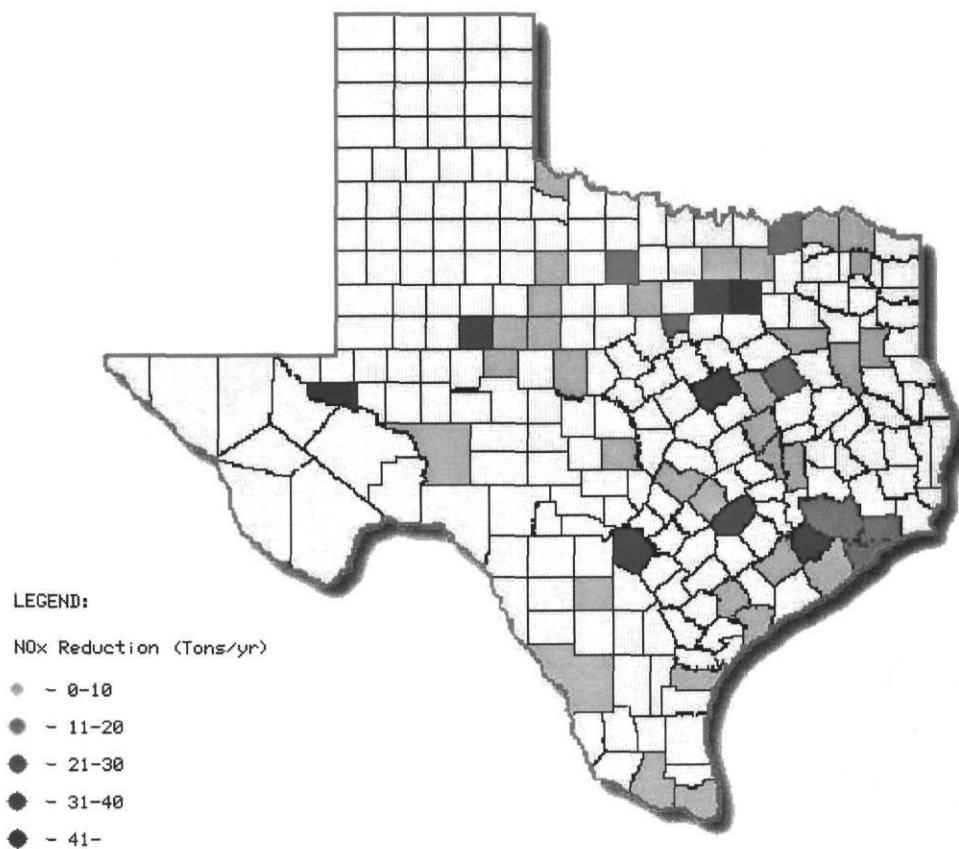 LEGEND:
NOx Reduction (Tons/yr)
~ 0-10
~ 11-20
~ 21-30
~ 31-40
~ 41-